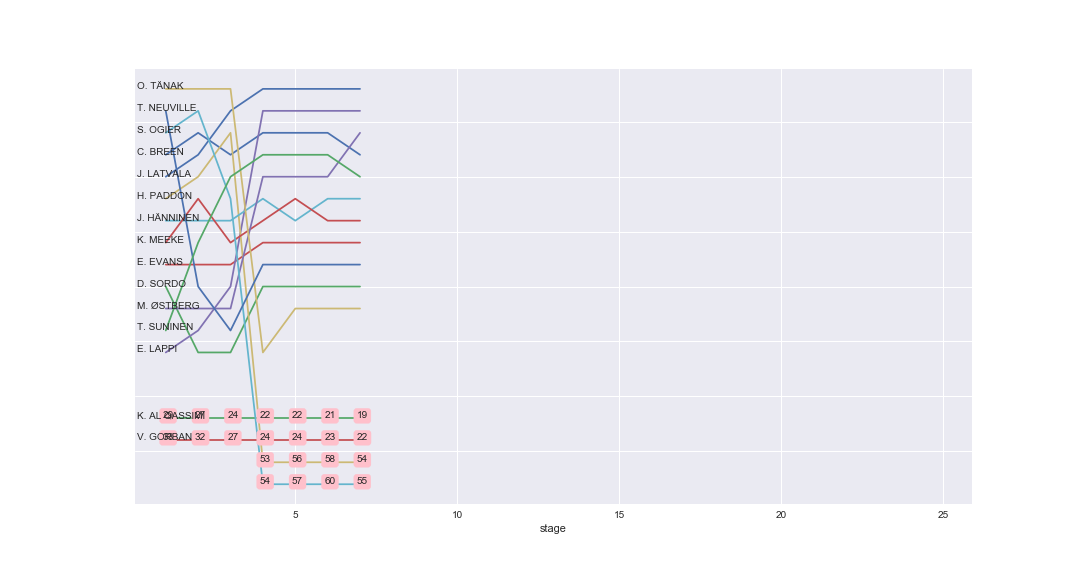 O. TÄNAK
T. NEUVILLE
S. OGIER
C. BREEN
J. LATVALA
H. PADDON
J. HÄNNINEN
K. MEEKE
E. EVANS
D. SORDO
M. ØSTBERG
T. SUNINEN
E. LAPPI
K. AL QASSIMI 24 22 22 21 19
V. GORBAN 32 27 24 24 23 22
53 56 58 54
54 57 60 55
5 10 15 20 25
stage